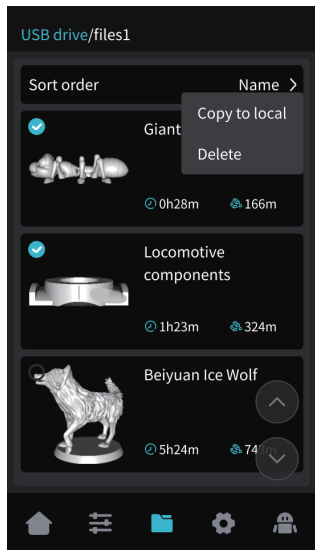 USB drive/files1
Sort order
Name
Copy to local
Giant
Delete
0h28m
166m
Locomotive
components
1h23m
324m
Beiyuan Ice Wolf
5h24m